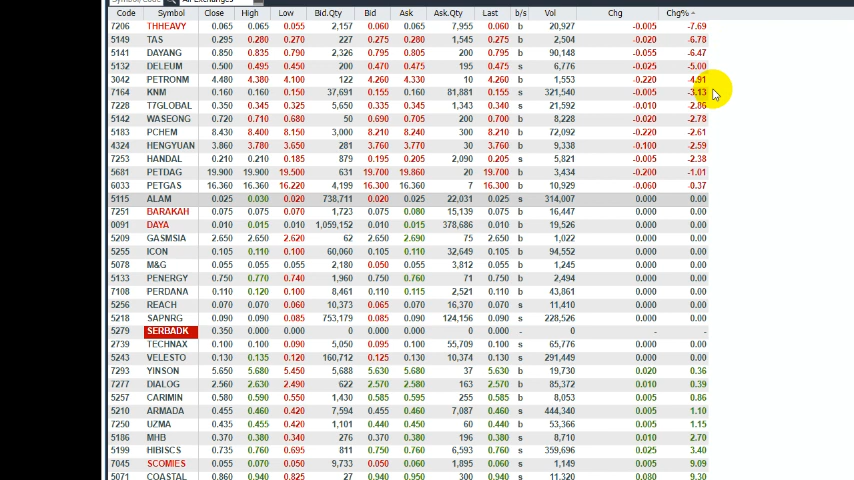 Code Symbol Close High Low Bid.Qty Bid Ask Ask.Qty Last b/s Vol Chg Chg%
7206 THHEAVY 0.065 0.065 0.055 2,157 0.060 0.065 7,955 0.060 b 20,927 -0.005 -7.69
5149 TAS 0.295 0.280 0.270 227 0.275 0.280 1,545 0.275 b 2,504 -0.020 -6.78
5141 DAYANG 0.850 0.835 0.790 2,326 0.795 0.805 200 0.795 b 90,148 -0.055 -6.47
5132 DELEUM 0.500 0.495 0.450 200 0.470 0.475 195 0.475 s 6,776 -0.025 -5.00
3042 PETRONM 4.480 4.380 4.100 122 4.260 4.330 10 4.260 b 1,553 -0.220 -4.91
7164 KNM 0.160 0.160 0.150 37,691 0.155 0.160 81,881 0.155 s 321,540 -0.005 -3.13
7228 T7GLOBAL 0.350 0.345 0.325 5,650 0.335 0.345 1,343 0.340 s 21,592 -0.010 -2.86
5142 WASEONG 0.720 0.710 0.680 50 0.690 0.705 200 0.700 b 8,228 -0.020 -2.78
5183 PCHEM 8.430 8.400 8.150 3,000 8.210 8.240 300 8.210 b 72,092 -0.220 -2.61
4324 HENGYUAN 3.860 3.780 3.650 281 3.760 3.770 30 3.760 b 9,338 -0.100 -2.59
7253 HANDAL 0.210 0.210 0.185 879 0.195 0.205 2,090 0.205 s 5,821 -0.005 -2.38
5681 PETDAG 19.900 19.900 19.500 631 19.700 19.860 20 19.700 b 3,434 -0.200 -1.01
6033 PETGAS 16.360 16.360 16.220 4,199 16.300 16.360 7 16.300 b 10,929 -0.060 -0.37
5115 ALAM 0.025 0.030 0.020 738,711 0.020 0.025 22,031 0.025 s 314,007 0.000 0.00
7251 BARAKAH 0.075 0.075 0.070 1,723 0.075 0.080 15,139 0.075 b 16,447 0.000 0.00
0091 DAYA 0.010 0.015 0.010 1,059,152 0.010 0.015 378,686 0.010 b 19,526 0.000 0.00
5209 GASMSIA 2.650 2.650 2.620 62 2.650 2.690 75 2.650 b 1,022 0.000 0.00
5255 ICON 0.105 0.110 0.100 60,060 0.105 0.110 32,649 0.105 b 94,552 0.000 0.00
5078 M&G 0.055 0.055 0.055 2,180 0.050 0.055 3,812 0.055 b 1,245 0.000 0.00
5133 PENERGY 0.750 0.770 0.740 1,960 0.750 0.760 71 0.750 b 2,494 0.000 0.00
7108 PERDANA 0.110 0.120 0.100 8,461 0.110 0.115 2,521 0.110 b 43,861 0.000 0.00
5256 REACH 0.070 0.070 0.060 10,373 0.065 0.070 16,370 0.070 s 11,410 0.000 0.00
5218 SAPNRG 0.090 0.090 0.085 753,179 0.085 0.090 124,156 0.090 s 228,526 0.000 0.00
5279 SERBADK 0.350 0.000 0.000 0 0.000 0.000 0 0.000 - 0 - -
2739 TECHNAX 0.100 0.100 0.090 5,050 0.095 0.100 55,709 0.100 s 65,776 0.000 0.00
5243 VELESTO 0.130 0.135 0.120 160,712 0.125 0.130 10,374 0.130 s 291,449 0.000 0.00
7293 YINSON 5.650 5.680 5.450 5,688 5.630 5.680 37 5.630 b 19,730 0.020 0.36
7277 DIALOG 2.560 2.630 2.490 622 2.570 2.580 163 2.570 b 85,372 0.010 0.39
5257 CARIMIN 0.580 0.590 0.550 1,430 0.585 0.595 255 0.585 b 8,053 0.005 0.86
5210 ARMADA 0.455 0.460 0.420 7,594 0.455 0.460 7,087 0.460 s 444,340 0.005 1.10
7250 UZMA 0.435 0.455 0.420 1,101 0.440 0.455 60 0.440 b 53,366 0.005 1.15
5186 MHB 0.370 0.380 0.340 276 0.370 0.380 196 0.380 s 8,710 0.010 2.70
5199 HIBISCS 0.735 0.760 0.695 811 0.750 0.760 6,593 0.760 s 359,696 0.025 3.40
7045 SCOMIES 0.055 0.070 0.050 9,733 0.050 0.060 1,895 0.060 s 1,149 0.005 9.09
5071 COASTAL 0.860 0.940 0.825 27 0.940 0.950 300 0.940 s 11,320 0.080 9.30